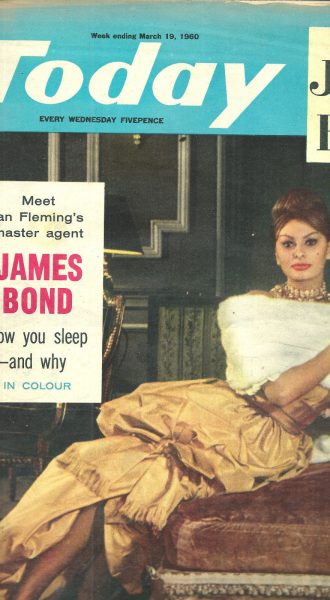 Week ending March 19, 1960
Today
EVERY WEDNESDAY FIVEPENCE
J
Meet
an Fleming's
master agent
JAMES
BOND
ow you sleep
—and why
IN COLOUR